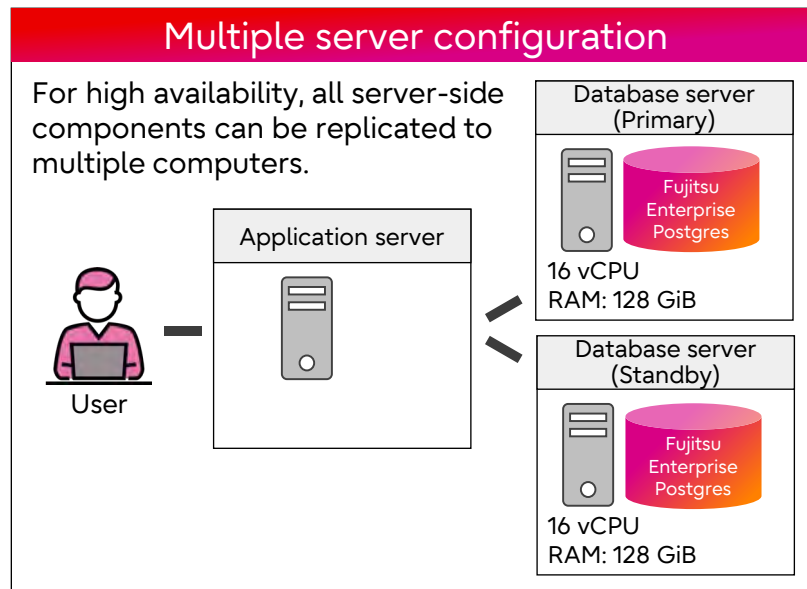 Multiple server configuration
For high availability, all server-side
components can be replicated to
multiple computers.
User
Application server
Database server
(Primary)
Fujitsu
Enterprise
Postgres
16 vCPU
RAM: 128 GiB
Database server
(Standby)
Fujitsu
Enterprise
Postgres
16 vCPU
RAM: 128 GiB